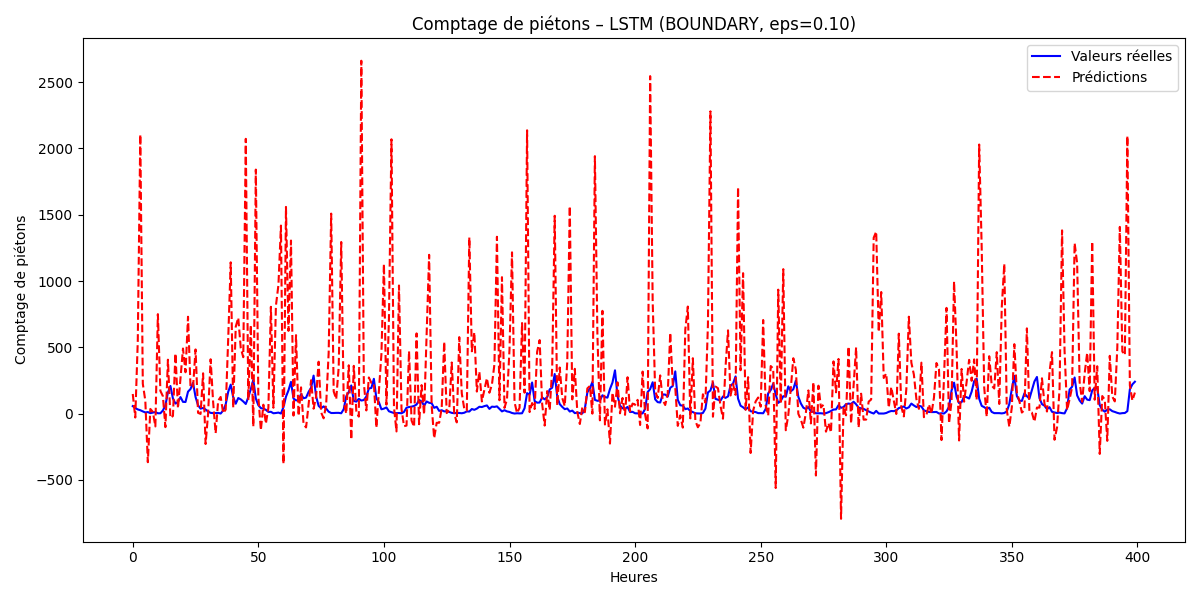 Comptage de piétons – LSTM (BOUNDARY, eps=0.10)
Valeurs réelles
Prédictions
Comptage de piétons
2500
2000
1500
1000
500
0
−500
0 50 100 150 200 250 300 350 400
Heures